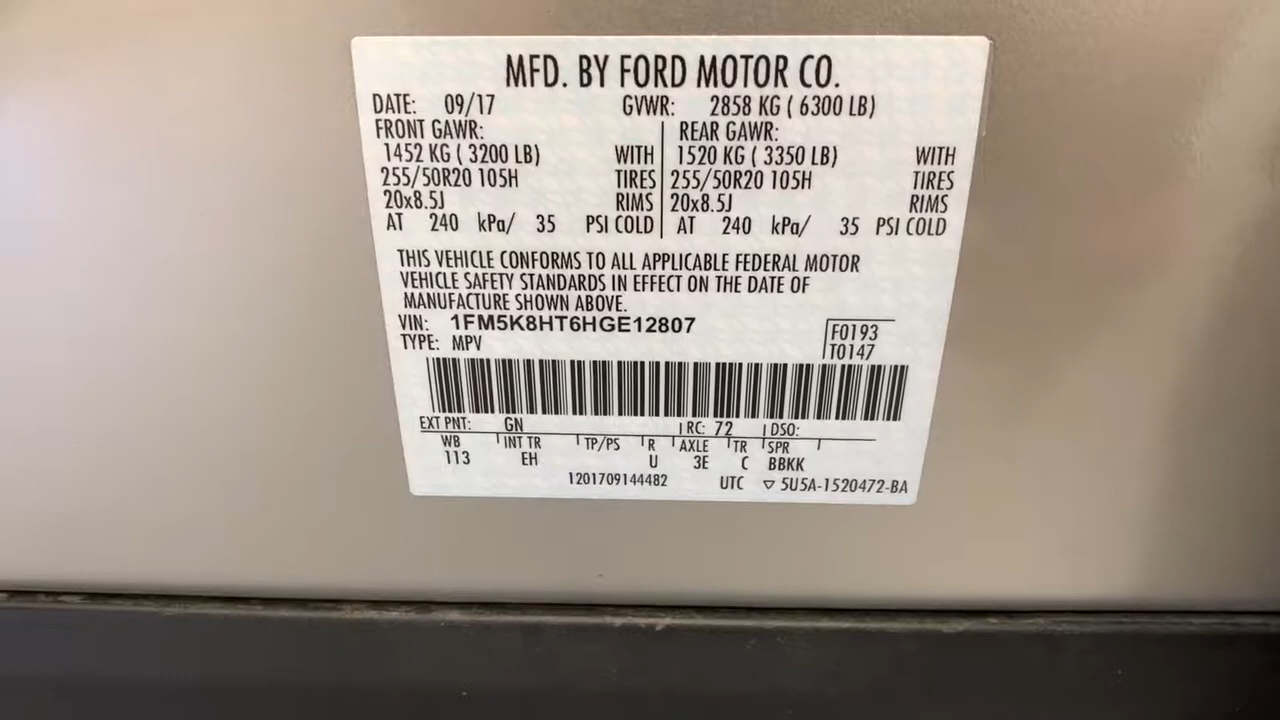 MFD. BY FORD MOTOR CO.
DATE: 09/17 GVWR: 2858 KG ( 6300 LB)
FRONT GAWR: REAR GAWR:
1452 KG ( 3200 LB) WITH 1520 KG ( 3350 LB) WITH
255/50R20 105H TIRES 255/50R20 105H TIRES
20x8.5J RIMS 20x8.5J RIMS
AT 240 kPa/ 35 PSI COLD AT 240 kPa/ 35 PSI COLD
THIS VEHICLE CONFORMS TO ALL APPLICABLE FEDERAL MOTOR
VEHICLE SAFETY STANDARDS IN EFFECT ON THE DATE OF
MANUFACTURE SHOWN ABOVE.
VIN: 1FM5K8HT6HGE12807 F0193
TYPE: MPV T0147
EXT PNT: GN RC: 72 DSO:
WB INT TR TP/PS R AXLE TR SPR
113 EH U 3E C BBKK
1201709144482 UTC ▽ 5U5A-1520472-BA